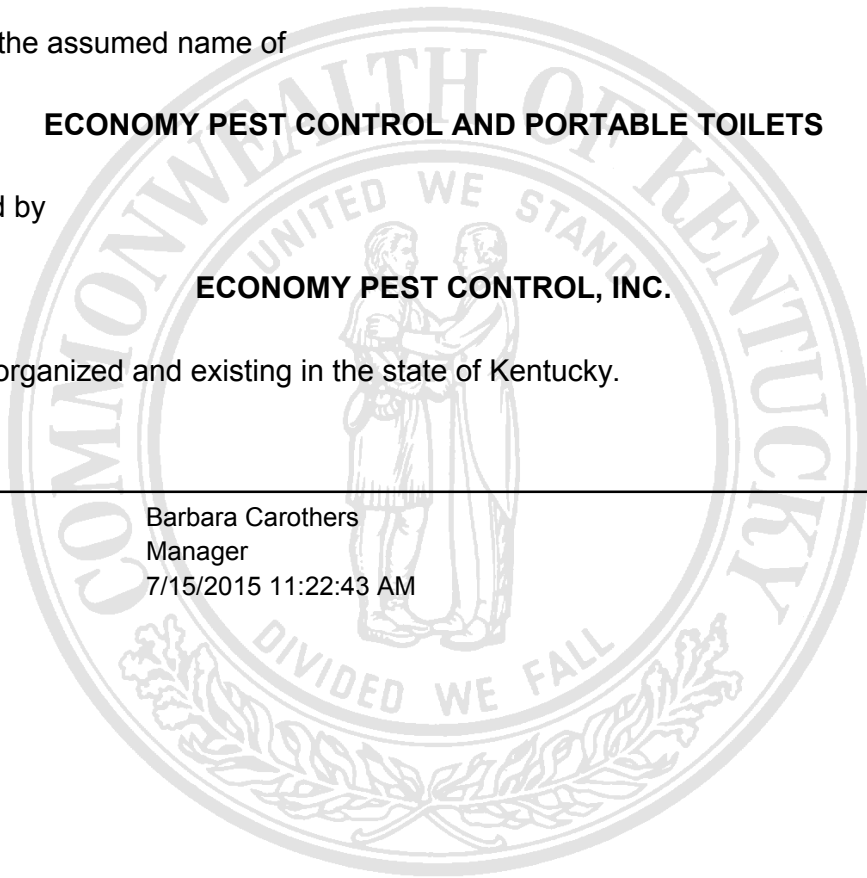 the assumed name of
ECONOMY PEST CONTROL AND PORTABLE TOILETS
d by
ECONOMY PEST CONTROL, INC.
organized and existing in the state of Kentucky.
Barbara Carothers
Manager
7/15/2015 11:22:43 AM
COMMONWEALTH OF KENTUCKY
UNITED WE STAND
DIVIDED WE FALL